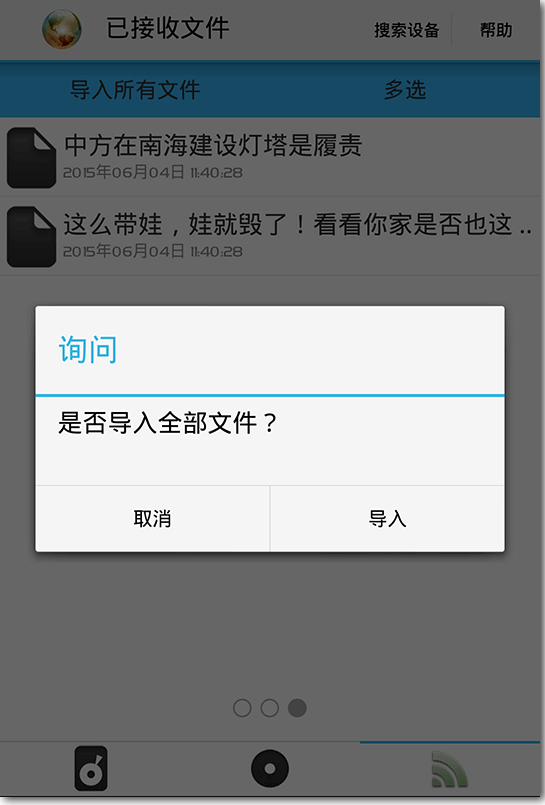 已接收文件 搜索设备 帮助
导入所有文件 多选
中方在南海建设灯塔是履责
2015年06月04日 11:40:28
这么带娃，娃就毁了！看看你家是否也这 ..
2015年06月04日 11:40:28
询问
是否导入全部文件？
取消 导入